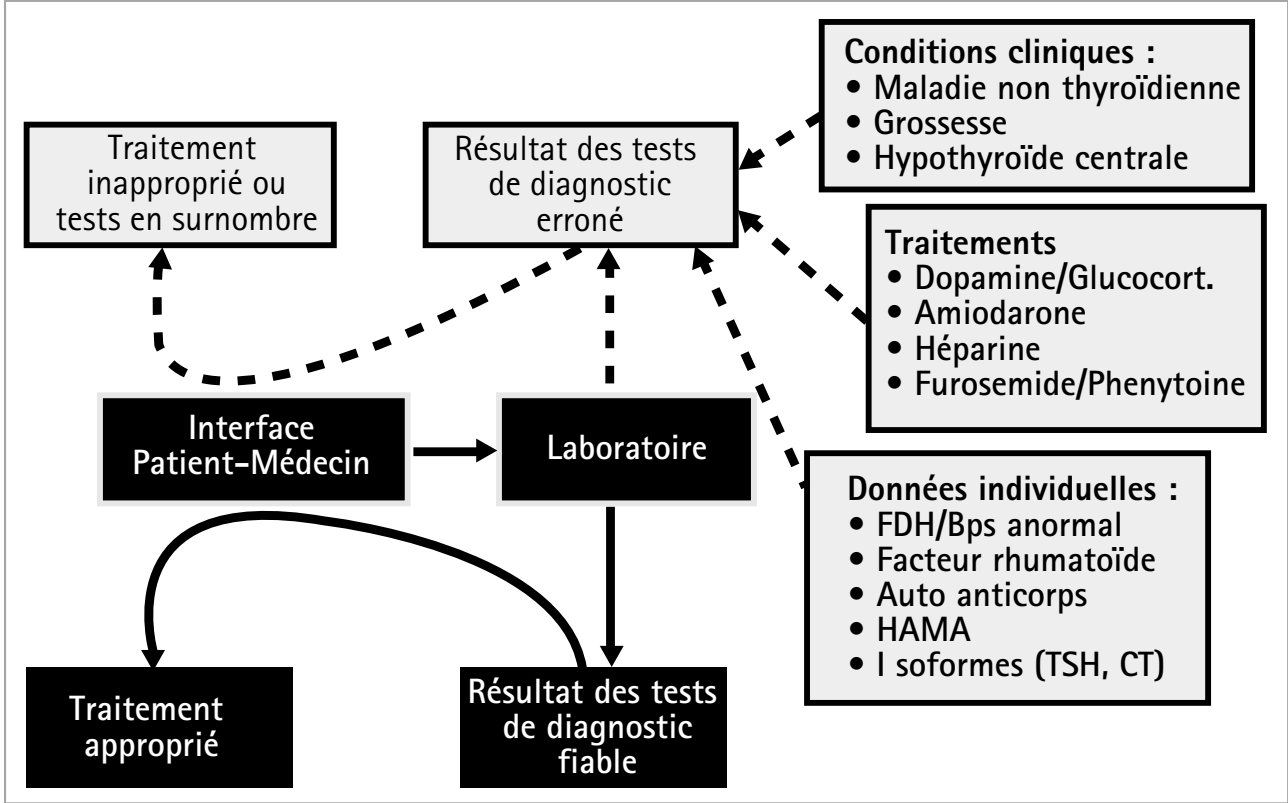 Traitement
inapproprié ou
tests en surnombre
Résultat des tests
de diagnostic
erroné
Conditions cliniques :
• Maladie non thyroïdienne
• Grossesse
• Hypothyroïde centrale
Traitements
• Dopamine/Glucocort.
• Amiodarone
• Héparine
• Furosemide/Phenytoine
Interface
Patient-Médecin
Laboratoire
Données individuelles :
• FDH/Bps anormal
• Facteur rhumatoïde
• Auto anticorps
• HAMA
• I soformes (TSH, CT)
Traitement
approprié
Résultat des tests
de diagnostic
fiable